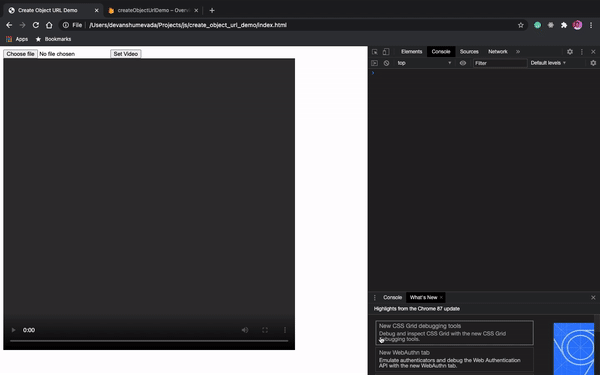 Create Object URL Demo
createObjectUrlDemo – Overvi
File
/Users/devanshumevada/Projects/js/create_object_url_demo/index.html
Apps
Bookmarks
Choose file No file chosen
Set Video
Elements
Console
Sources
Network
top
Filter
Default levels
0:00
Console
What's New
Highlights from the Chrome 87 update
New CSS Grid debugging tools
Debug and inspect CSS Grid with the new CSS Grid
debugging tools.
New WebAuthn tab
Emulate authenticators and debug the Web Authentication
API with the new WebAuthn tab.